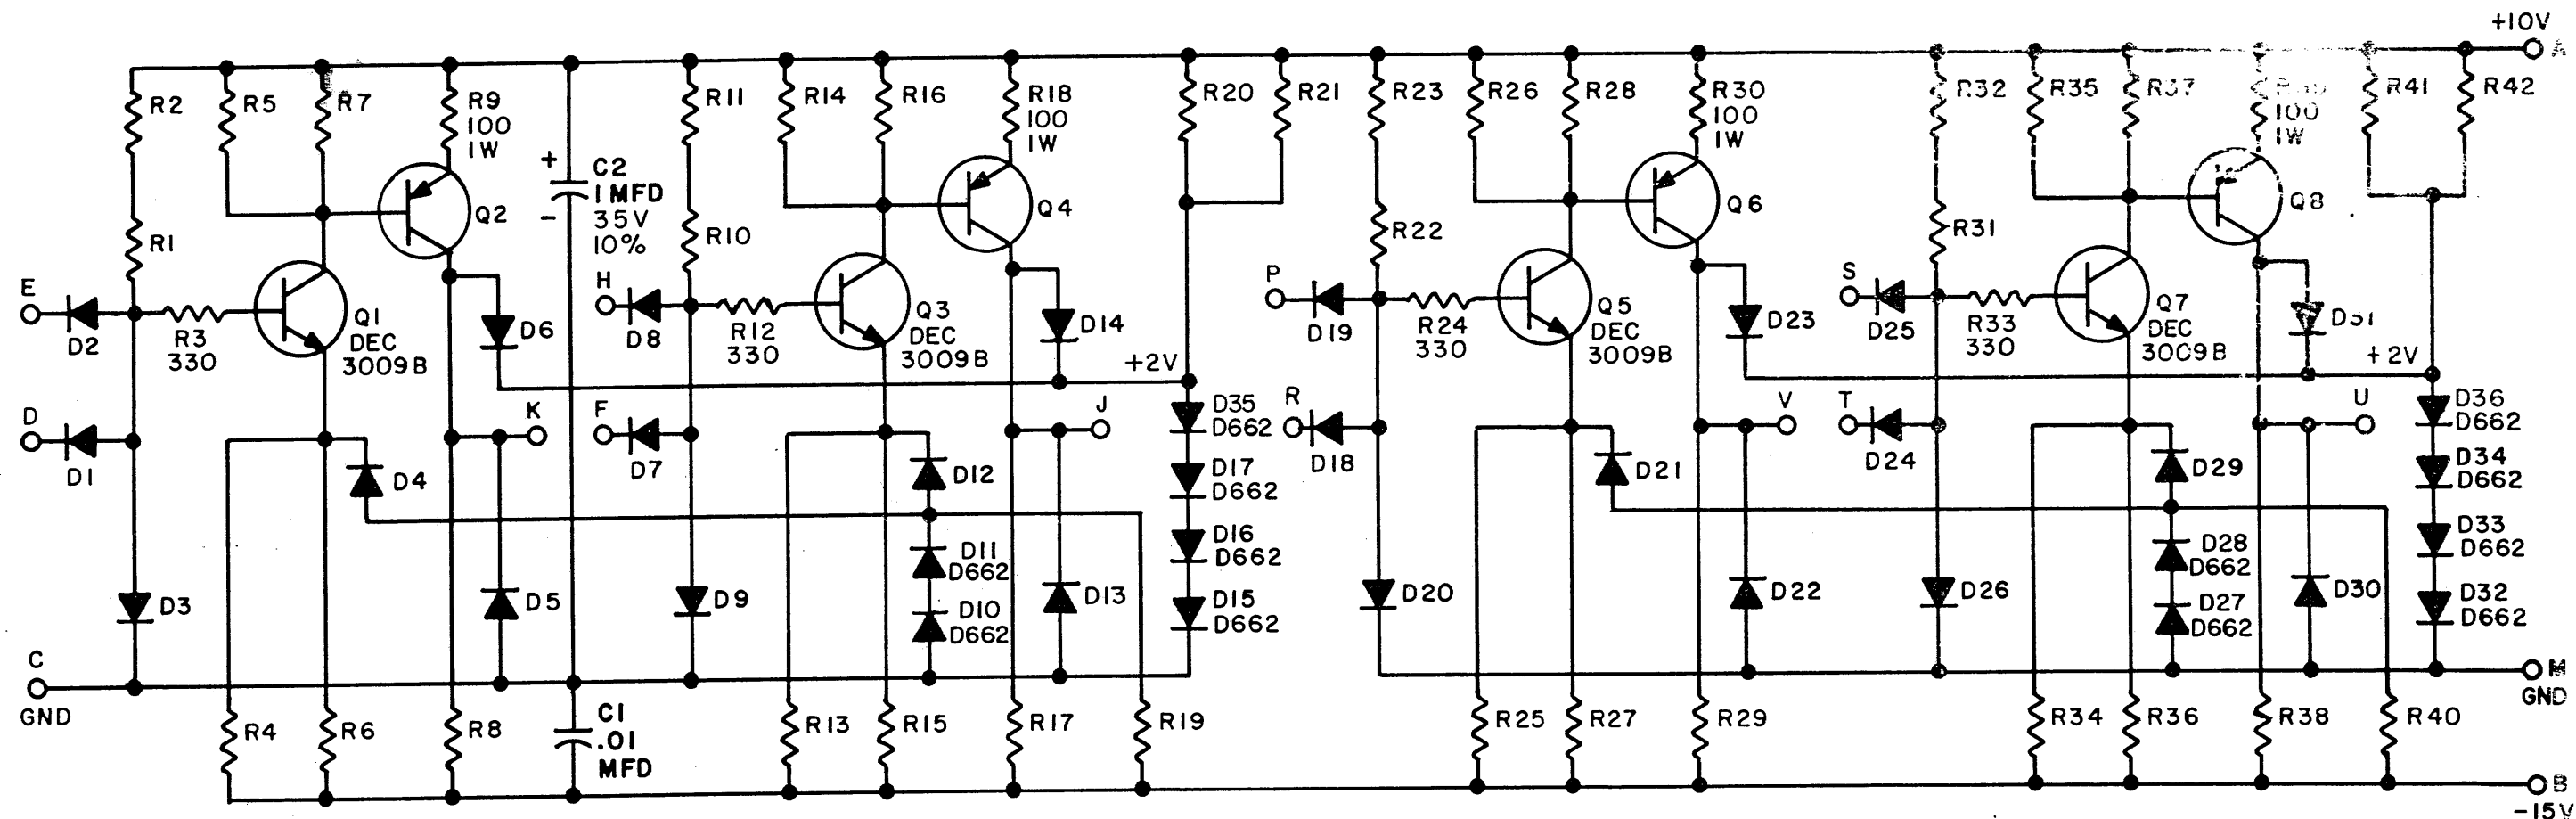 +10V
A
R2
R5
R7
R9
100
1W
R11
R14
R16
R18
100
1W
R20
R21
R23
R26
R28
R30
100
1W
R32
R35
R37
100
1W
R41
R42
+
C2
1 MFD
35V
10%
-
Q2
Q4
Q6
Q8
R1
R10
R22
R31
E
H
P
S
D2
R3
330
Q1
DEC
3009B
D6
D8
R12
330
Q3
DEC
3009B
D14
+2V
D19
R24
330
Q5
DEC
3009B
D23
D25
R33
330
Q7
DEC
3009B
D31
+2V
D
D1
D4
K
F
D7
D12
J
D35
D662
R
D18
D21
V
T
D24
D29
U
D36
D662
D17
D662
D34
D662
D11
D662
D16
D662
D28
D662
D33
D662
D3
D5
D9
D10
D662
D13
D15
D662
D20
D22
D26
D27
D662
D30
D32
D662
C
GND
M
GND
R4
R6
R8
C1
.01
MFD
R13
R15
R17
R19
R25
R27
R29
R34
R36
R38
R40
B
-15V